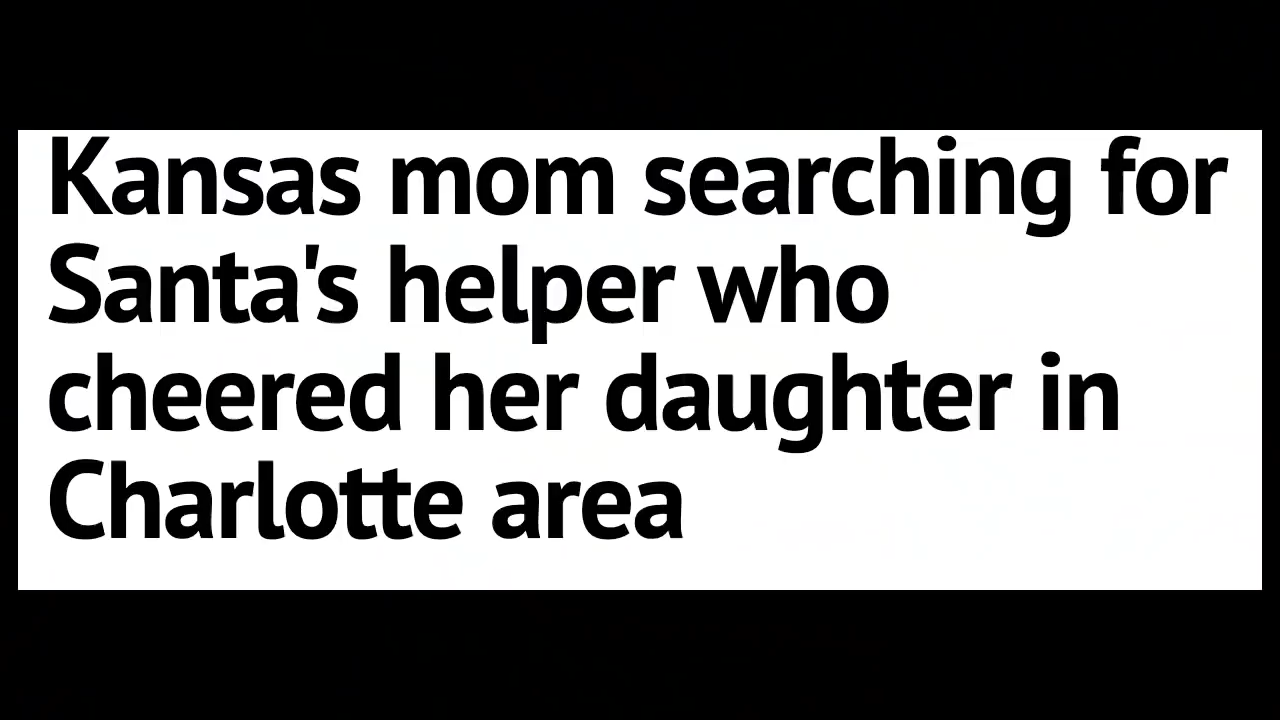 Kansas mom searching for
Santa's helper who
cheered her daughter in
Charlotte area